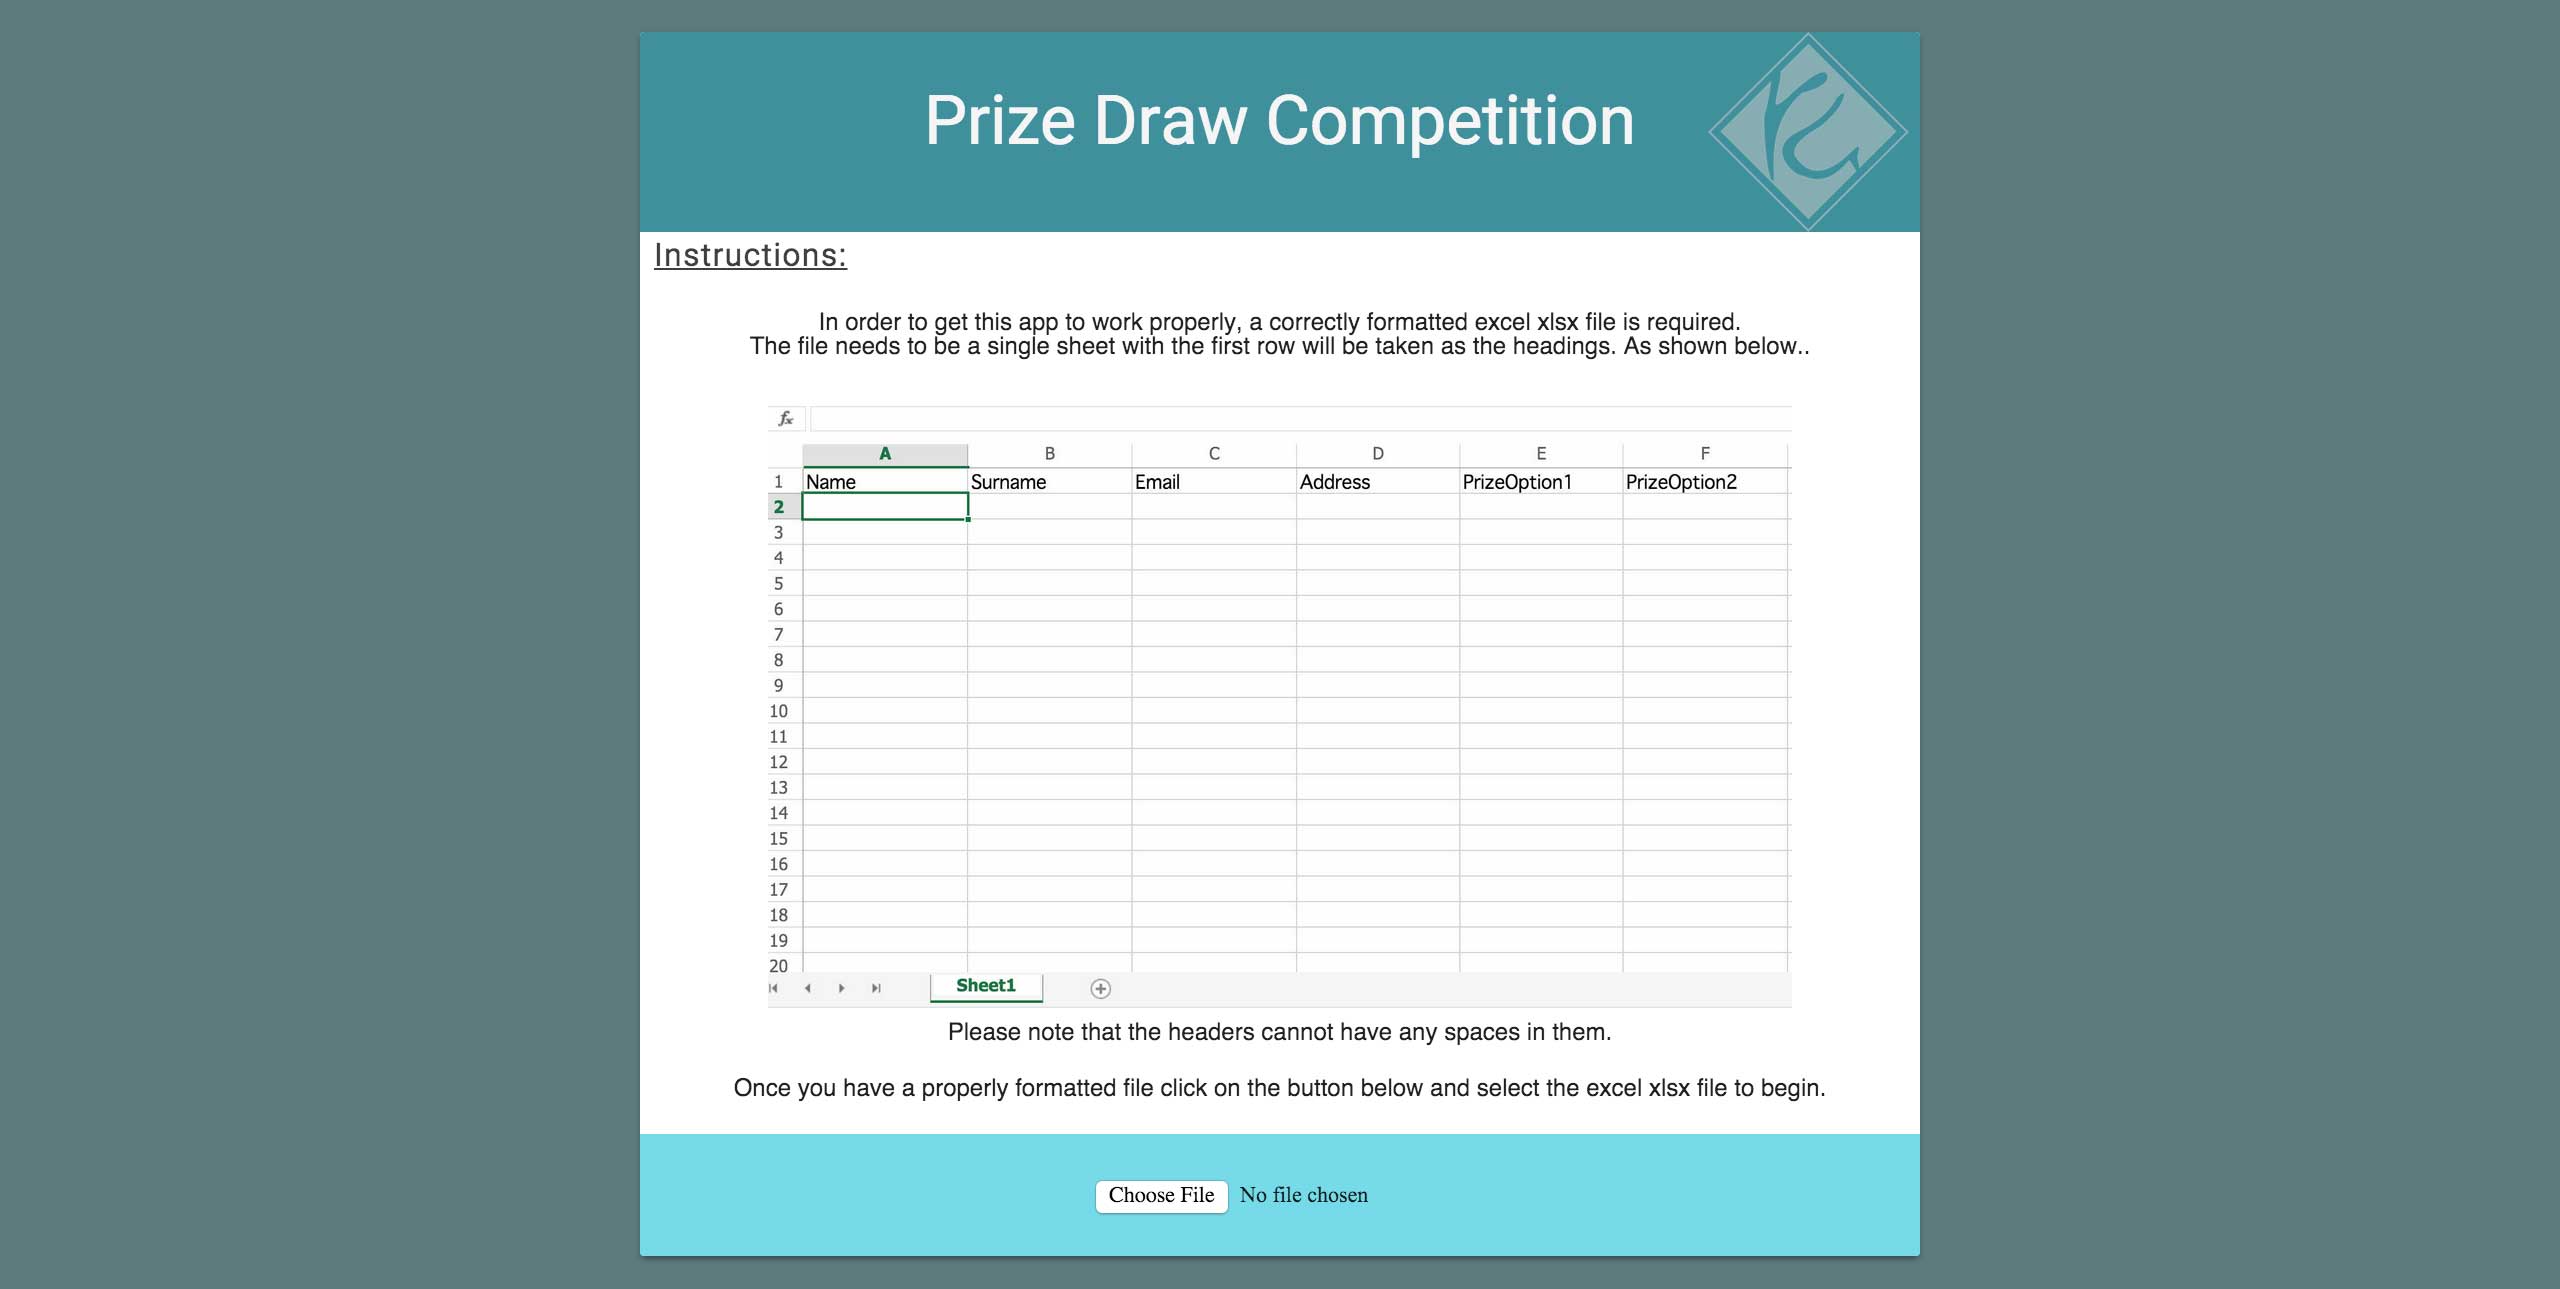 Prize Draw Competition
Instructions:
In order to get this app to work properly, a correctly formatted excel xlsx file is required.
The file needs to be a single sheet with the first row will be taken as the headings. As shown below..
fx
A B C D E F
1 Name Surname Email Address PrizeOption1 PrizeOption2
2
3
4
5
6
7
8
9
10
11
12
13
14
15
16
17
18
19
20
Sheet1
Please note that the headers cannot have any spaces in them.
Once you have a properly formatted file click on the button below and select the excel xlsx file to begin.
Choose File No file chosen